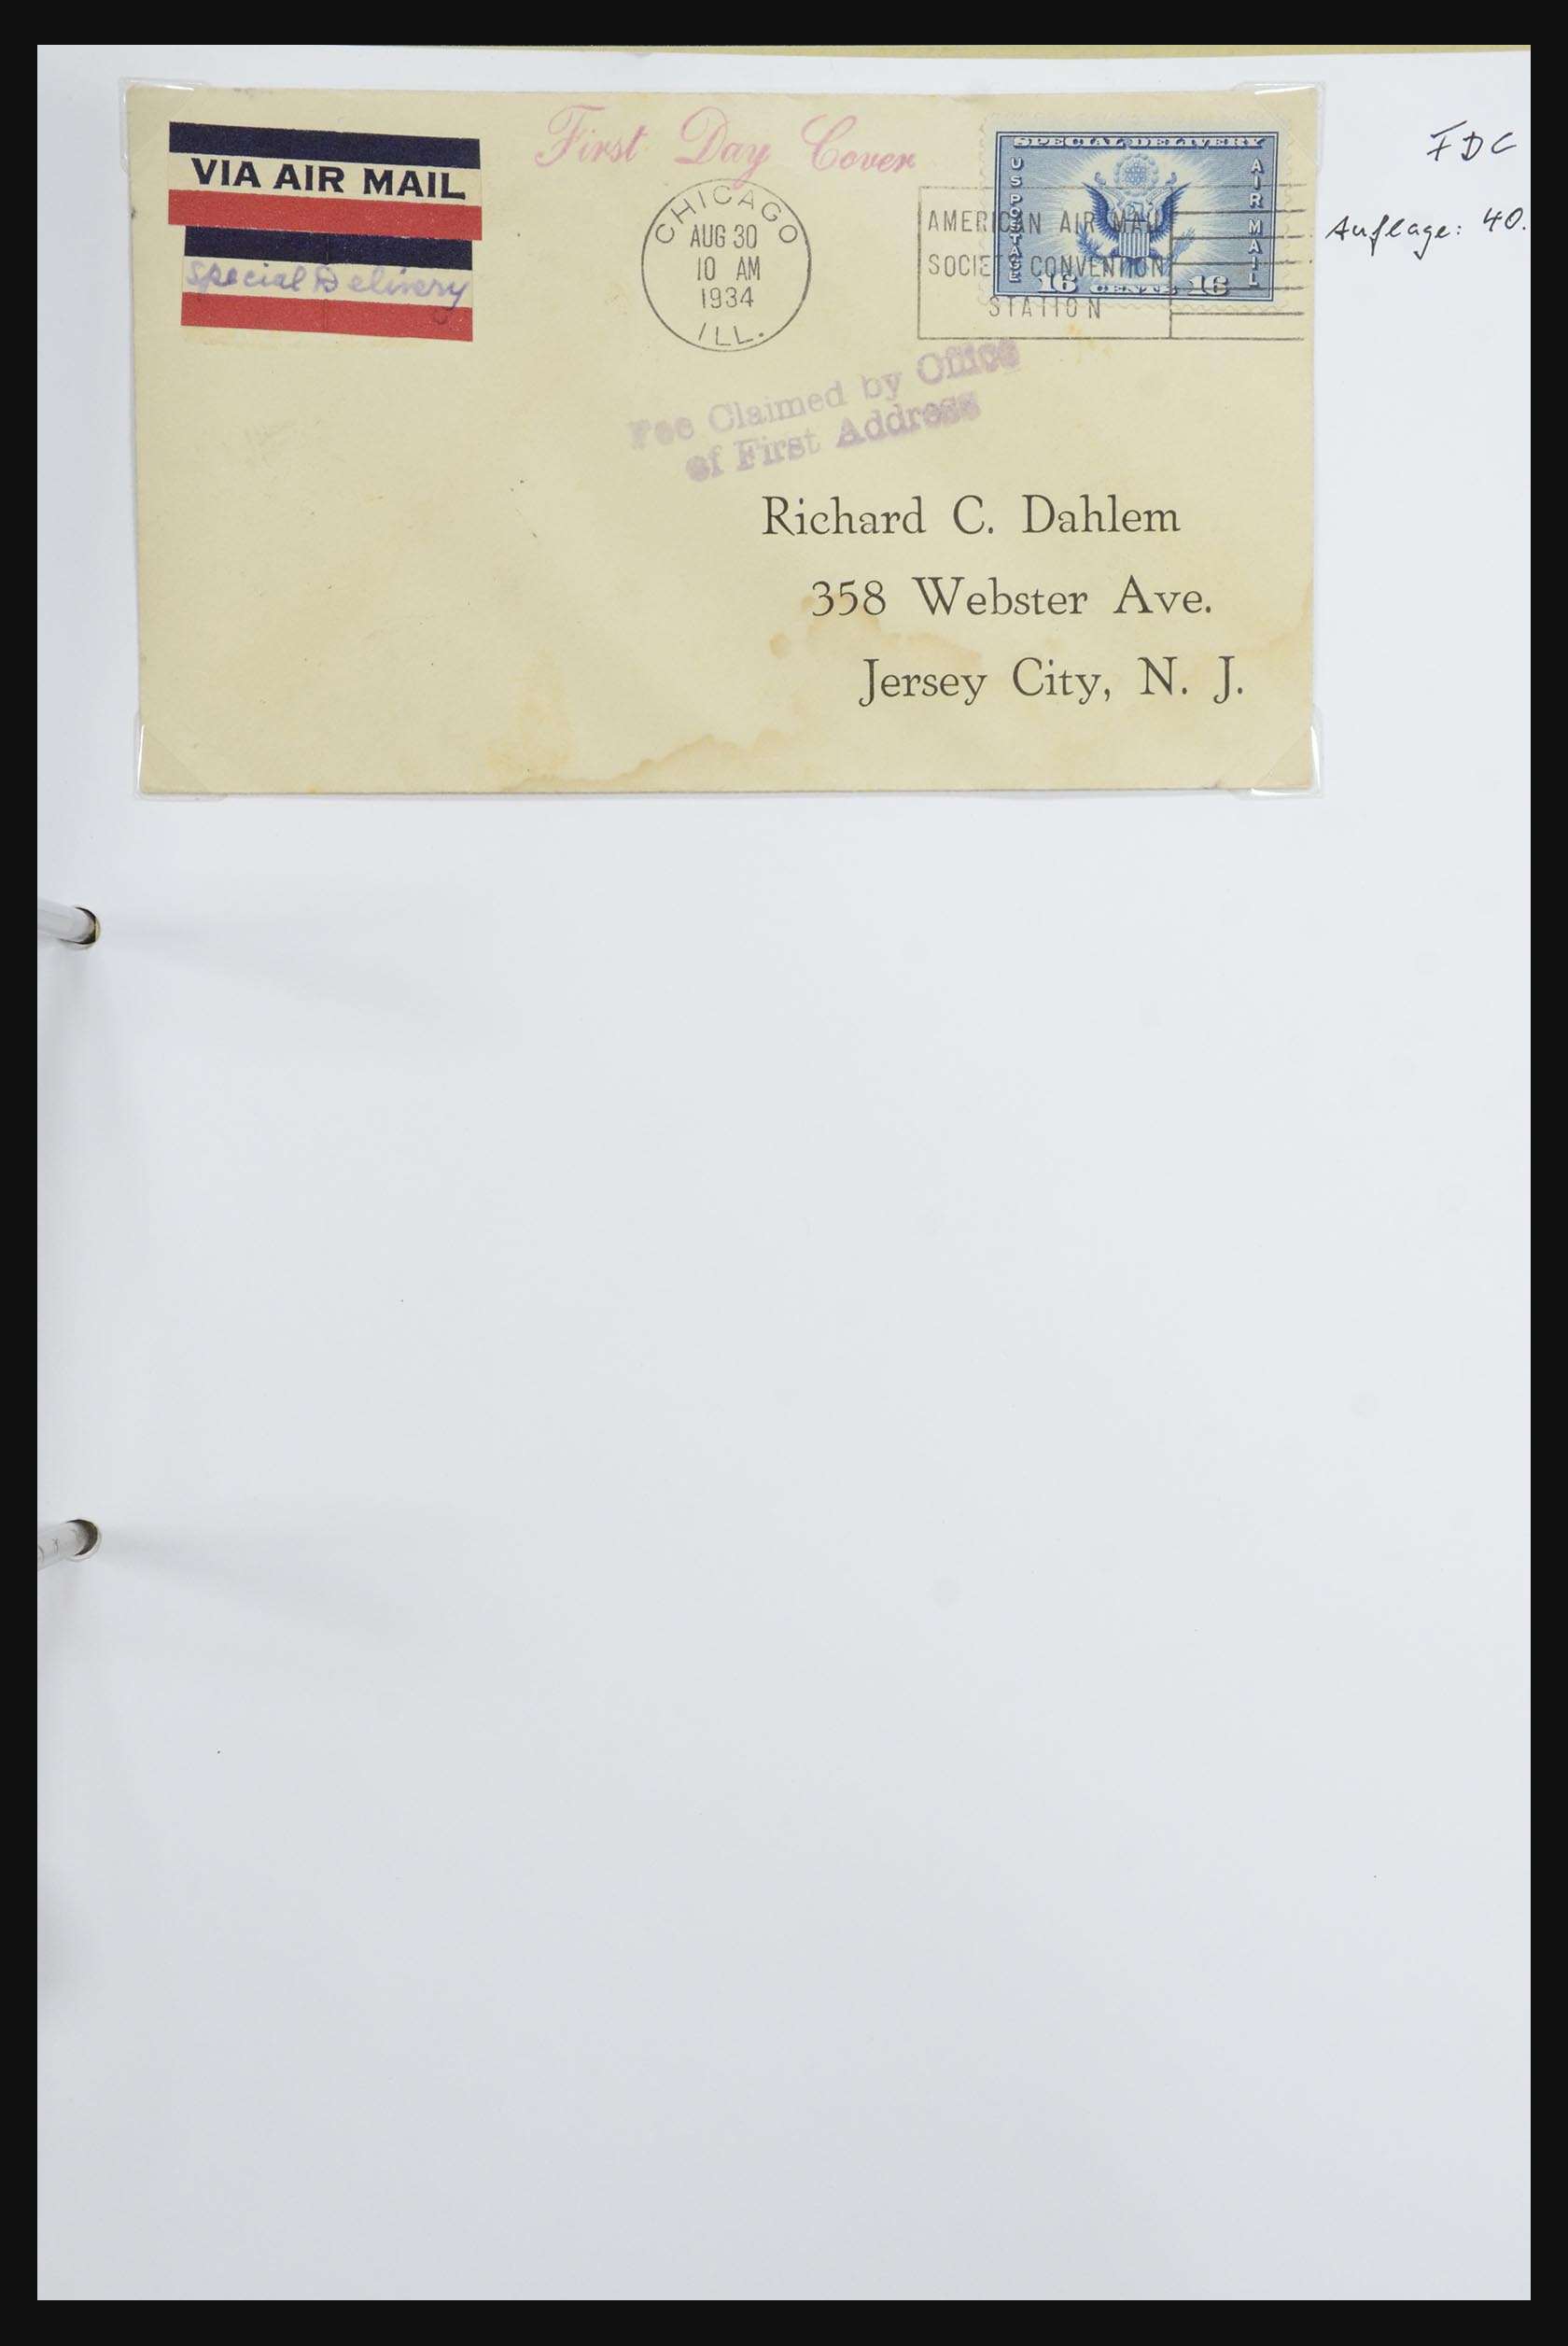 VIA AIR MAIL
Special Delivery
First Day Cover
CHICAGO
AUG 30
10 AM
1934
ILL.
AMERICAN AIR MAIL
SOCIETY CONVENTION
STATION
SPECIAL DELIVERY
US POSTAGE
AIR MAIL
16 CENTS 16
FDC
Auflage: 40.
Fee Claimed by Office
of First Address
Richard C. Dahlem
358 Webster Ave.
Jersey City, N. J.